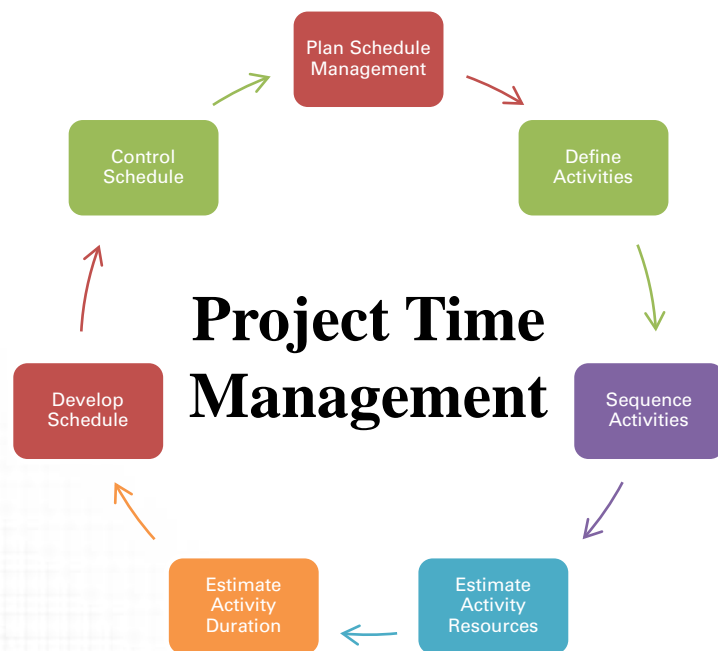 Plan Schedule
Management
Define
Activities
Sequence
Activities
Estimate
Activity
Resources
Estimate
Activity
Duration
Develop
Schedule
Control
Schedule
Project Time
Management